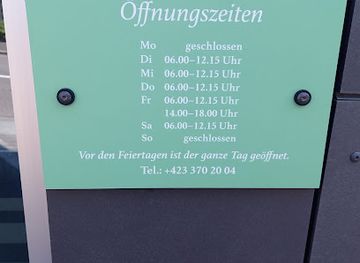 Öffnungszeiten
Mo geschlossen
Di 06.00–12.15 Uhr
Mi 06.00–12.15 Uhr
Do 06.00–12.15 Uhr
Fr 06.00–12.15 Uhr
14.00–18.00 Uhr
Sa 06.00–12.15 Uhr
So geschlossen
Vor den Feiertagen ist der ganze Tag geöffnet.
Tel.: +423 370 20 04